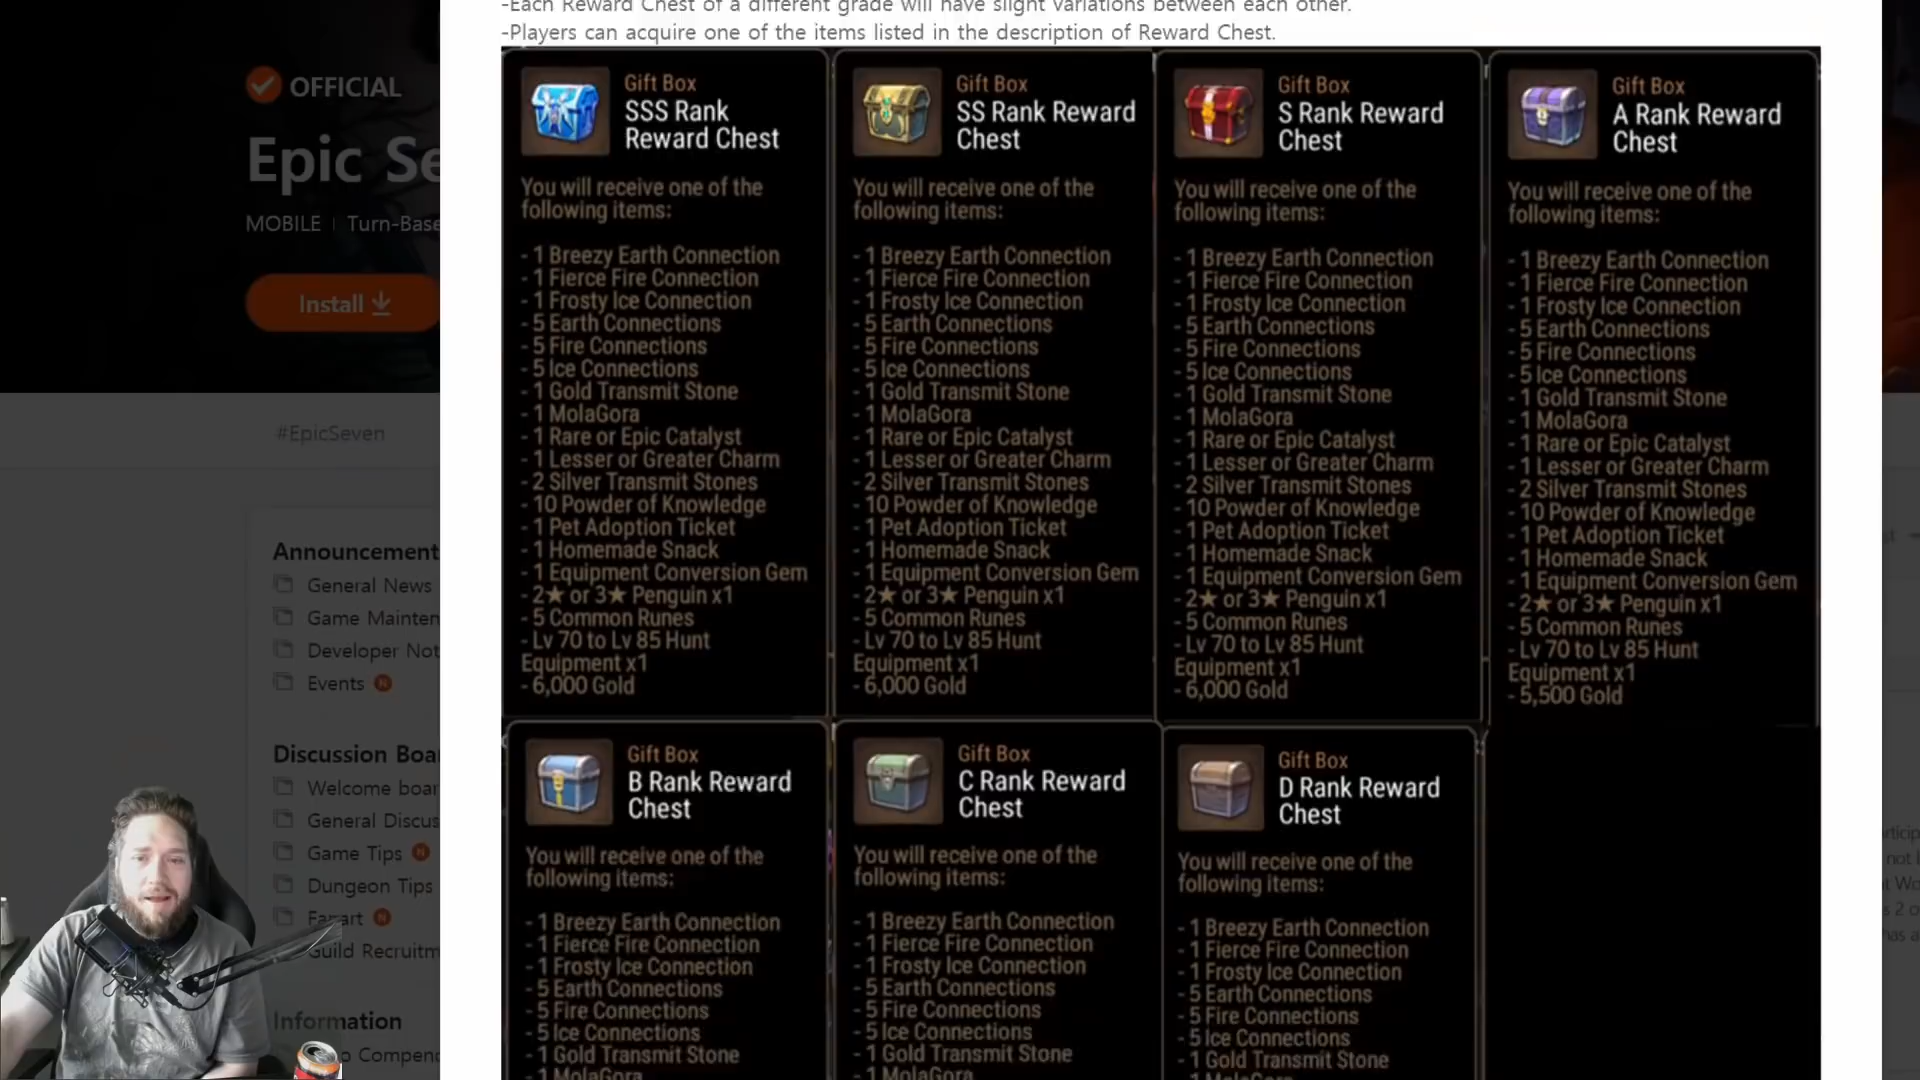 -Each Reward Chest of a different grade will have slight variations between each other.
-Players can acquire one of the items listed in the description of Reward Chest.
OFFICIAL
Epic Se
MOBILE | Turn-Base
Install
#EpicSeven
Announcement
General News
Game Mainten
Developer Not
Events N
Discussion Boa
Welcome boar
General Discus
Game Tips N
Dungeon Tips
Fanart N
Guild Recruitm
Information
Compen
Gift Box
SSS Rank
Reward Chest
You will receive one of the
following items:
- 1 Breezy Earth Connection
- 1 Fierce Fire Connection
- 1 Frosty Ice Connection
- 5 Earth Connections
- 5 Fire Connections
- 5 Ice Connections
- 1 Gold Transmit Stone
- 1 MolaGora
- 1 Rare or Epic Catalyst
- 1 Lesser or Greater Charm
- 2 Silver Transmit Stones
- 10 Powder of Knowledge
- 1 Pet Adoption Ticket
- 1 Homemade Snack
- 1 Equipment Conversion Gem
- 2★ or 3★ Penguin x1
- 5 Common Runes
- Lv 70 to Lv 85 Hunt
Equipment x1
- 6,000 Gold
Gift Box
SS Rank Reward
Chest
You will receive one of the
following items:
- 1 Breezy Earth Connection
- 1 Fierce Fire Connection
- 1 Frosty Ice Connection
- 5 Earth Connections
- 5 Fire Connections
- 5 Ice Connections
- 1 Gold Transmit Stone
- 1 MolaGora
- 1 Rare or Epic Catalyst
- 1 Lesser or Greater Charm
- 2 Silver Transmit Stones
- 10 Powder of Knowledge
- 1 Pet Adoption Ticket
- 1 Homemade Snack
- 1 Equipment Conversion Gem
- 2★ or 3★ Penguin x1
- 5 Common Runes
- Lv 70 to Lv 85 Hunt
Equipment x1
- 6,000 Gold
Gift Box
S Rank Reward
Chest
You will receive one of the
following items:
- 1 Breezy Earth Connection
- 1 Fierce Fire Connection
- 1 Frosty Ice Connection
- 5 Earth Connections
- 5 Fire Connections
- 5 Ice Connections
- 1 Gold Transmit Stone
- 1 MolaGora
- 1 Rare or Epic Catalyst
- 1 Lesser or Greater Charm
- 2 Silver Transmit Stones
- 10 Powder of Knowledge
- 1 Pet Adoption Ticket
- 1 Homemade Snack
- 1 Equipment Conversion Gem
- 2★ or 3★ Penguin x1
- 5 Common Runes
- Lv 70 to Lv 85 Hunt
Equipment x1
- 6,000 Gold
Gift Box
A Rank Reward
Chest
You will receive one of the
following items:
- 1 Breezy Earth Connection
- 1 Fierce Fire Connection
- 1 Frosty Ice Connection
- 5 Earth Connections
- 5 Fire Connections
- 5 Ice Connections
- 1 Gold Transmit Stone
- 1 MolaGora
- 1 Rare or Epic Catalyst
- 1 Lesser or Greater Charm
- 2 Silver Transmit Stones
- 10 Powder of Knowledge
- 1 Pet Adoption Ticket
- 1 Homemade Snack
- 1 Equipment Conversion Gem
- 2★ or 3★ Penguin x1
- 5 Common Runes
- Lv 70 to Lv 85 Hunt
Equipment x1
- 5,500 Gold
Gift Box
B Rank Reward
Chest
You will receive one of the
following items:
- 1 Breezy Earth Connection
- 1 Fierce Fire Connection
- 1 Frosty Ice Connection
- 5 Earth Connections
- 5 Fire Connections
- 5 Ice Connections
- 1 Gold Transmit Stone
- 1 MolaGora
Gift Box
C Rank Reward
Chest
You will receive one of the
following items:
- 1 Breezy Earth Connection
- 1 Fierce Fire Connection
- 1 Frosty Ice Connection
- 5 Earth Connections
- 5 Fire Connections
- 5 Ice Connections
- 1 Gold Transmit Stone
- 1 MolaGora
Gift Box
D Rank Reward
Chest
You will receive one of the
following items:
- 1 Breezy Earth Connection
- 1 Fierce Fire Connection
- 1 Frosty Ice Connection
- 5 Earth Connections
- 5 Fire Connections
- 5 Ice Connections
- 1 Gold Transmit Stone